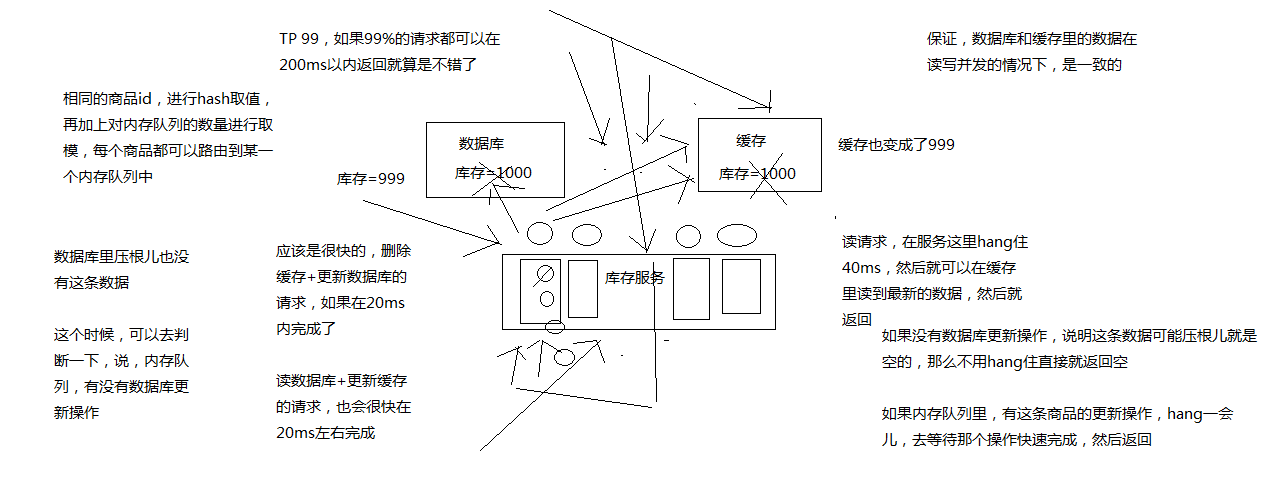 TP 99，如果99%的请求都可以在
200ms以内返回就算是不错了
保证，数据库和缓存里的数据在
读写并发的情况下，是一致的
相同的商品id，进行hash取值，
再加上对内存队列的数量进行取
模，每个商品都可以路由到某一
个内存队列中
数据库
库存=1000
缓存
库存=1000
缓存也变成了999
库存=999
数据库里压根儿也没
有这条数据
这个时候，可以去判
断一下，说，内存队
列，有没有数据库更
新操作
应该是很快的，删除
缓存+更新数据库的
请求，如果在20ms
内完成了
读数据库+更新缓存
的请求，也会很快在
20ms左右完成
库存服务
读请求，在服务这里hang住
40ms，然后就可以在缓存
里读到最新的数据，然后就
返回
如果没有数据库更新操作，说明这条数据可能压根儿就是
空的，那么不用hang住直接就返回空
如果内存队列里，有这条商品的更新操作，hang一会
儿，去等待那个操作快速完成，然后返回